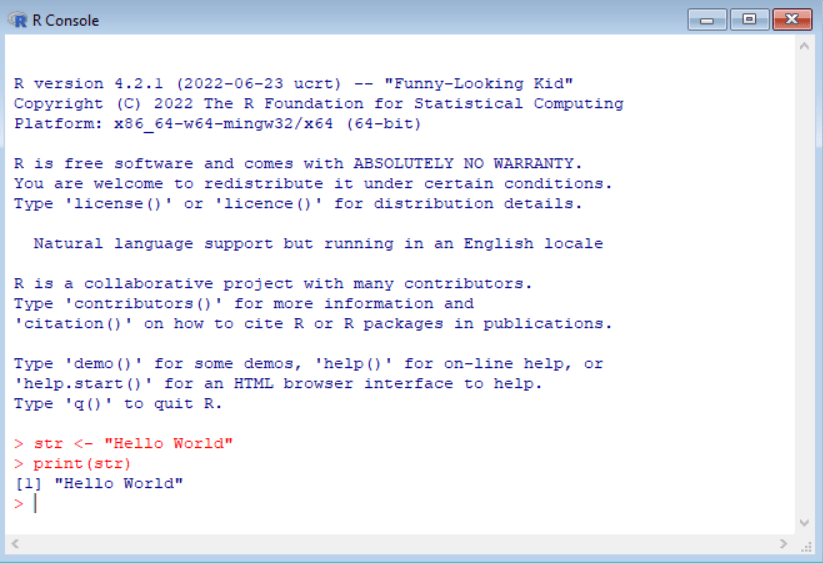 R Console
R version 4.2.1 (2022-06-23 ucrt) -- "Funny-Looking Kid"
Copyright (C) 2022 The R Foundation for Statistical Computing
Platform: x86_64-w64-mingw32/x64 (64-bit)
R is free software and comes with ABSOLUTELY NO WARRANTY.
You are welcome to redistribute it under certain conditions.
Type 'license()' or 'licence()' for distribution details.
Natural language support but running in an English locale
R is a collaborative project with many contributors.
Type 'contributors()' for more information and
'citation()' on how to cite R or R packages in publications.
Type 'demo()' for some demos, 'help()' for on-line help, or
'help.start()' for an HTML browser interface to help.
Type 'q()' to quit R.
> str <- "Hello World"
> print(str)
[1] "Hello World"
>